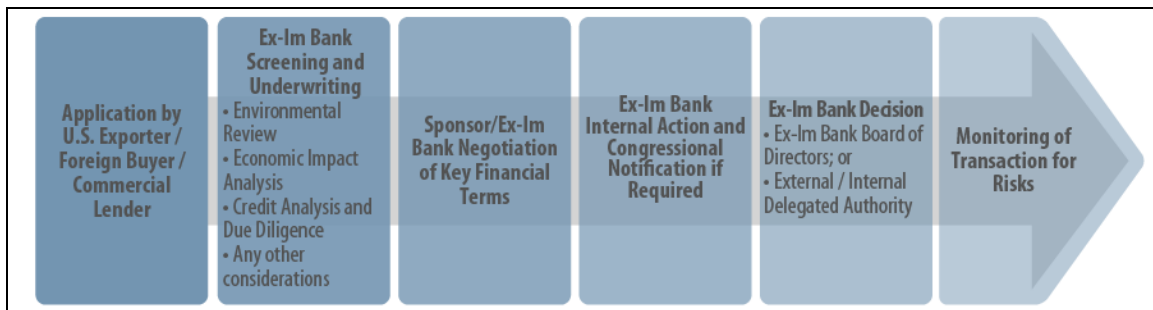 Application by
U.S. Exporter /
Foreign Buyer /
Commercial
Lender
Ex-Im Bank
Screening and
Underwriting
• Environmental
Review
• Economic Impact
Analysis
• Credit Analysis and
Due Diligence
• Any other
considerations
Sponsor/Ex-Im
Bank Negotiation
of Key Financial
Terms
Ex-Im Bank
Internal Action and
Congressional
Notification if
Required
Ex-Im Bank Decision
• Ex-Im Bank Board of
Directors; or
• External / Internal
Delegated Authority
Monitoring of
Transaction for
Risks